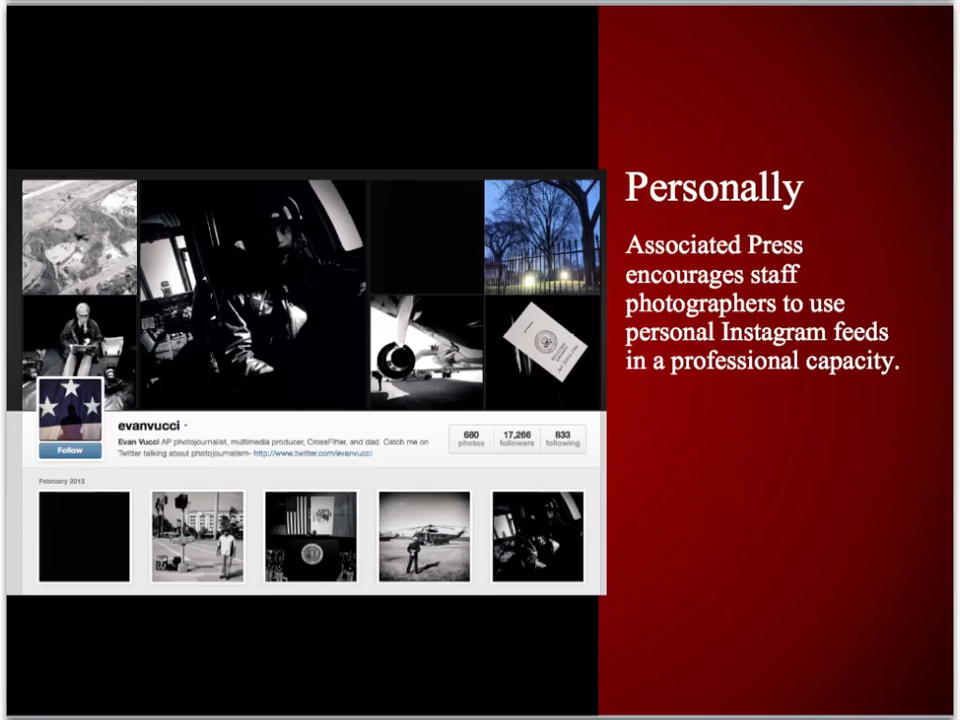 Personally
Associated Press
encourages staff
photographers to use
personal Instagram feeds
in a professional capacity.
evanvucci
Evan Vucci AP photojournalist, multimedia producer, CrossFitter, and dad. Catch me on
Twitter talking about photojournalism- http://www.twitter.com/evanvucci
680 photos
17,266 followers
833 following
Follow
February 2013